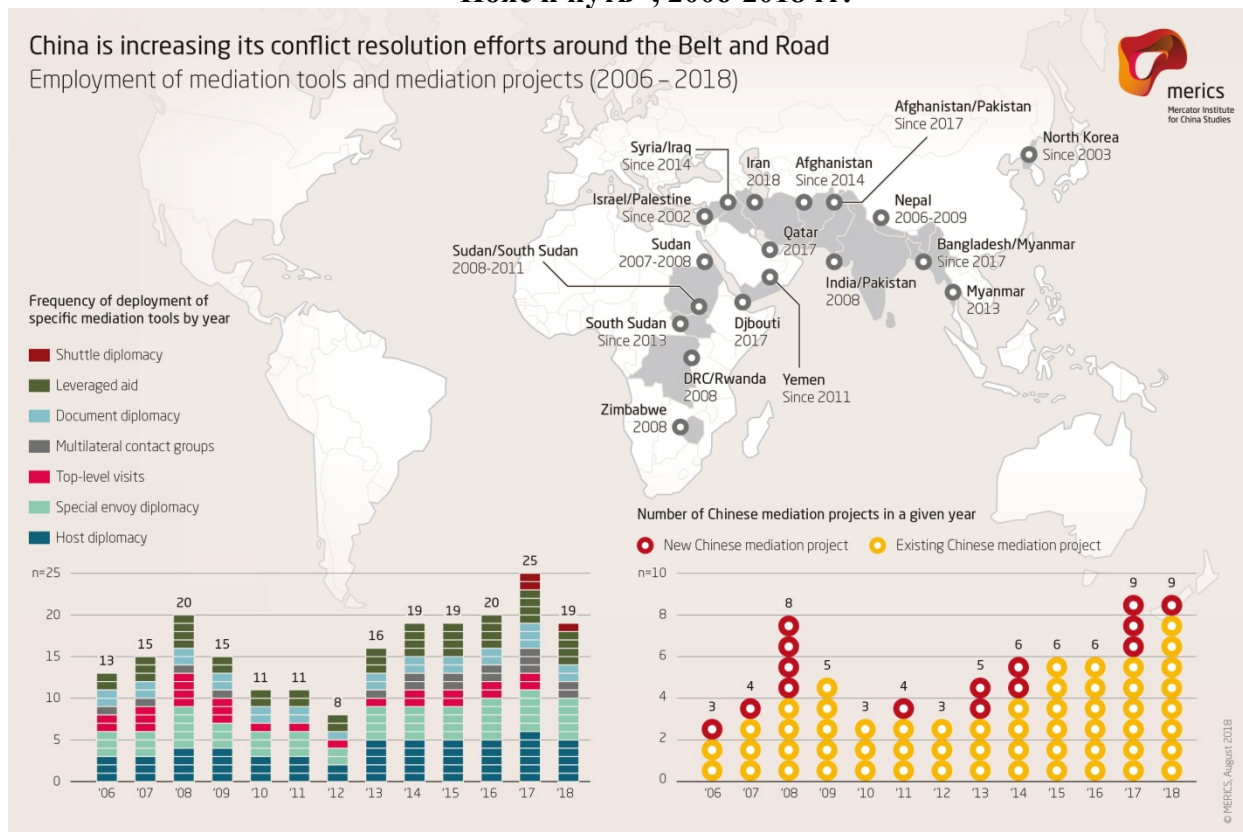 "Пояс и путь", 2006-2018 гг.
China is increasing its conflict resolution efforts around the Belt and Road
Employment of mediation tools and mediation projects (2006 – 2018)
merics
Mercator Institute
for China Studies
Afghanistan/Pakistan
Since 2017
North Korea
Since 2003
Syria/Iraq
Since 2014
Iran
2018
Afghanistan
Since 2014
Israel/Palestine
Since 2002
Nepal
2006-2009
Qatar
2017
Sudan/South Sudan
2008-2011
Sudan
2007-2008
Bangladesh/Myanmar
Since 2017
India/Pakistan
2008
Myanmar
2013
South Sudan
Since 2013
Djbouti
2017
DRC/Rwanda
2008
Yemen
Since 2011
Zimbabwe
2008
Frequency of deployment of
specific mediation tools by year
Shuttle diplomacy
Leveraged aid
Document diplomacy
Multilateral contact groups
Top-level visits
Special envoy diplomacy
Host diplomacy
n=25
20
15
10
5
0
13
15
20
15
11
11
8
16
19
19
20
25
19
'06 '07 '08 '09 '10 '11 '12 '13 '14 '15 '16 '17 '18
Number of Chinese mediation projects in a given year
New Chinese mediation project
Existing Chinese mediation project
n=10
8
6
4
2
0
3
4
8
5
3
4
3
5
6
6
6
9
9
'06 '07 '08 '09 '10 '11 '12 '13 '14 '15 '16 '17 '18
© MERICS, August 2018